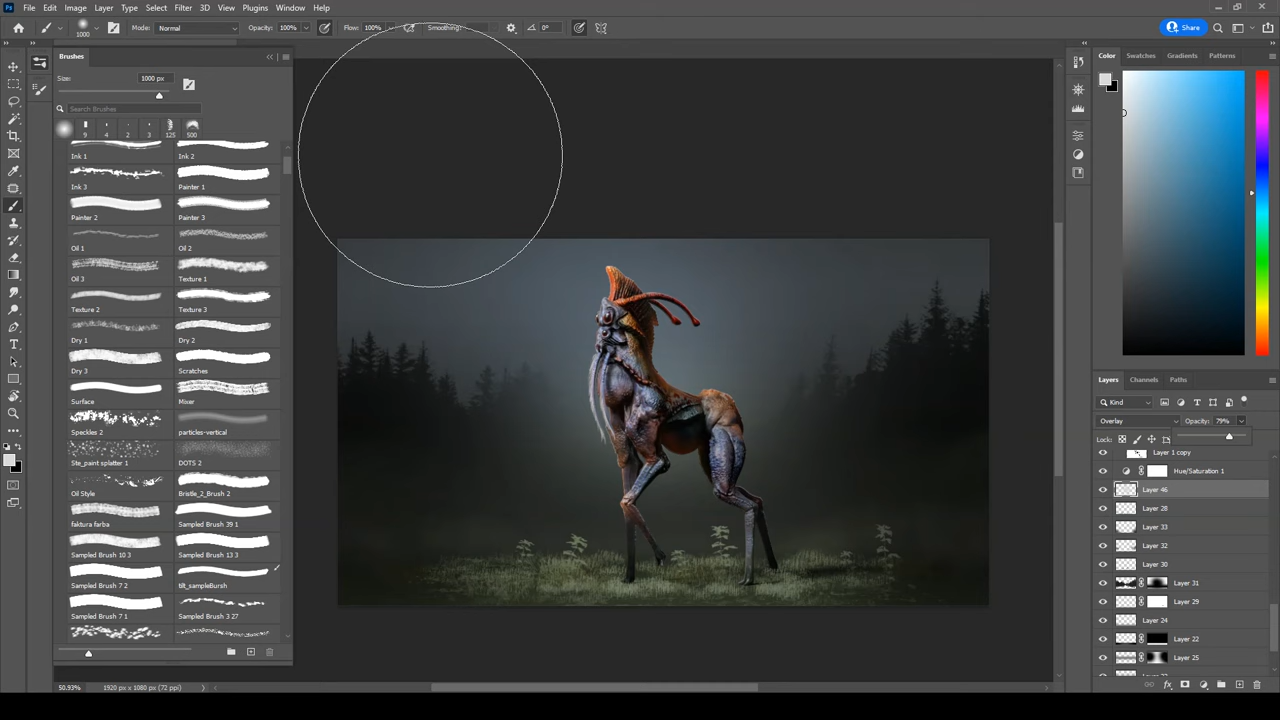 File Edit Image Layer Type Select Filter 3D View Plugins Window Help
1000 Mode: Normal Opacity: 100% Flow: 100% Smoothing: 0° Share
Brushes
Size: 1000 px
Search Brushes
9 4 2 3 125 500
Ink 1 Ink 2
Ink 3 Painter 1
Painter 2 Painter 3
Oil 1 Oil 2
Oil 3 Texture 1
Texture 2 Texture 3
Dry 1 Dry 2
Dry 3 Scratches
Surface Mixer
Speckles 2 particles-vertical
Ste_paint splatter 1 DOTS 2
Oil Style Bristle_2_Brush 2
faktura farba Sampled Brush 39 1
Sampled Brush 10 3 Sampled Brush 13 3
Sampled Brush 7 2 tilt_sampleBursh
Sampled Brush 7 1 Sampled Brush 3 27
50.93% 1920 px x 1080 px (72 ppi)
Color Swatches Gradients Patterns
Layers Channels Paths
Kind
Overlay Opacity: 79%
Lock:
Layer 1 copy
Hue/Saturation 1
Layer 46
Layer 28
Layer 33
Layer 32
Layer 30
Layer 31
Layer 29
Layer 24
Layer 22
Layer 25